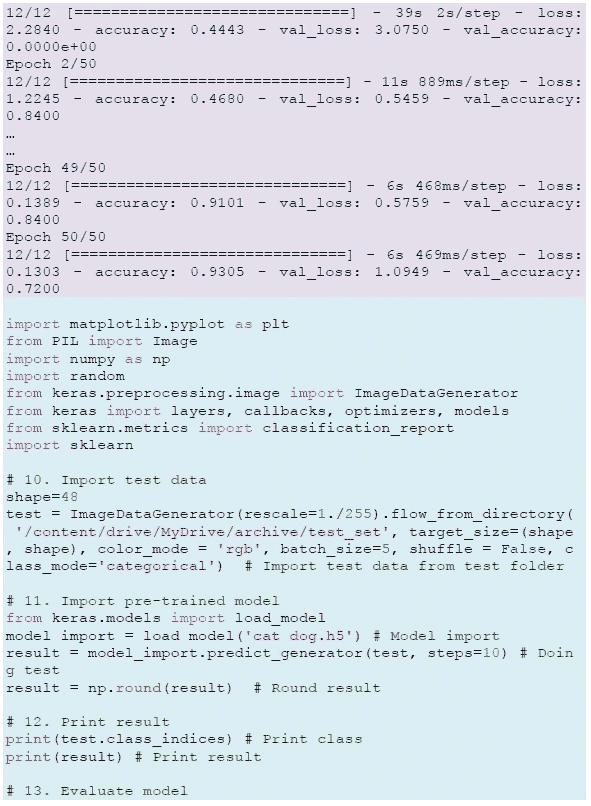 12/12 [==============================] - 39s 2s/step - loss:
2.2840 - accuracy: 0.4443 - val_loss: 3.0750 - val_accuracy:
0.0000e+00
Epoch 2/50
12/12 [==============================] - 11s 889ms/step - loss:
1.2245 - accuracy: 0.4680 - val_loss: 0.5459 - val_accuracy:
0.8400
…
…
Epoch 49/50
12/12 [==============================] - 6s 468ms/step - loss:
0.1389 - accuracy: 0.9101 - val_loss: 0.5759 - val_accuracy:
0.8400
Epoch 50/50
12/12 [==============================] - 6s 469ms/step - loss:
0.1303 - accuracy: 0.9305 - val_loss: 1.0949 - val_accuracy:
0.7200
import matplotlib.pyplot as plt
from PIL import Image
import numpy as np
import random
from keras.preprocessing.image import ImageDataGenerator
from keras import layers, callbacks, optimizers, models
from sklearn.metrics import classification_report
import sklearn
# 10. Import test data
shape=48
test = ImageDataGenerator(rescale=1./255).flow_from_directory(
'/content/drive/MyDrive/archive/test_set', target_size=(shape
, shape), color_mode = 'rgb', batch_size=5, shuffle = False, c
lass_mode='categorical') # Import test data from test folder
# 11. Import pre-trained model
from keras.models import load_model
model import = load model('cat dog.h5') # Model import
result = model_import.predict_generator(test, steps=10) # Doin
g test
result = np.round(result) # Round result
# 12. Print result
print(test.class_indices) # Print class
print(result) # Print result
# 13. Evaluate model